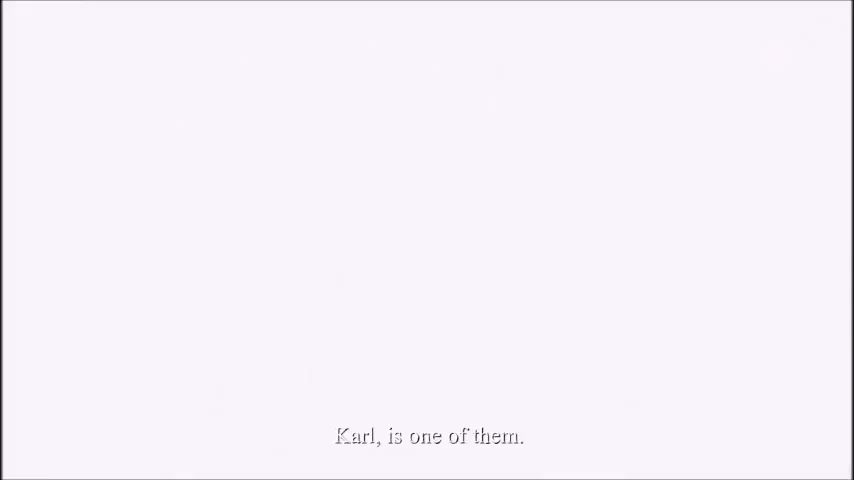 Karl, is one of them.